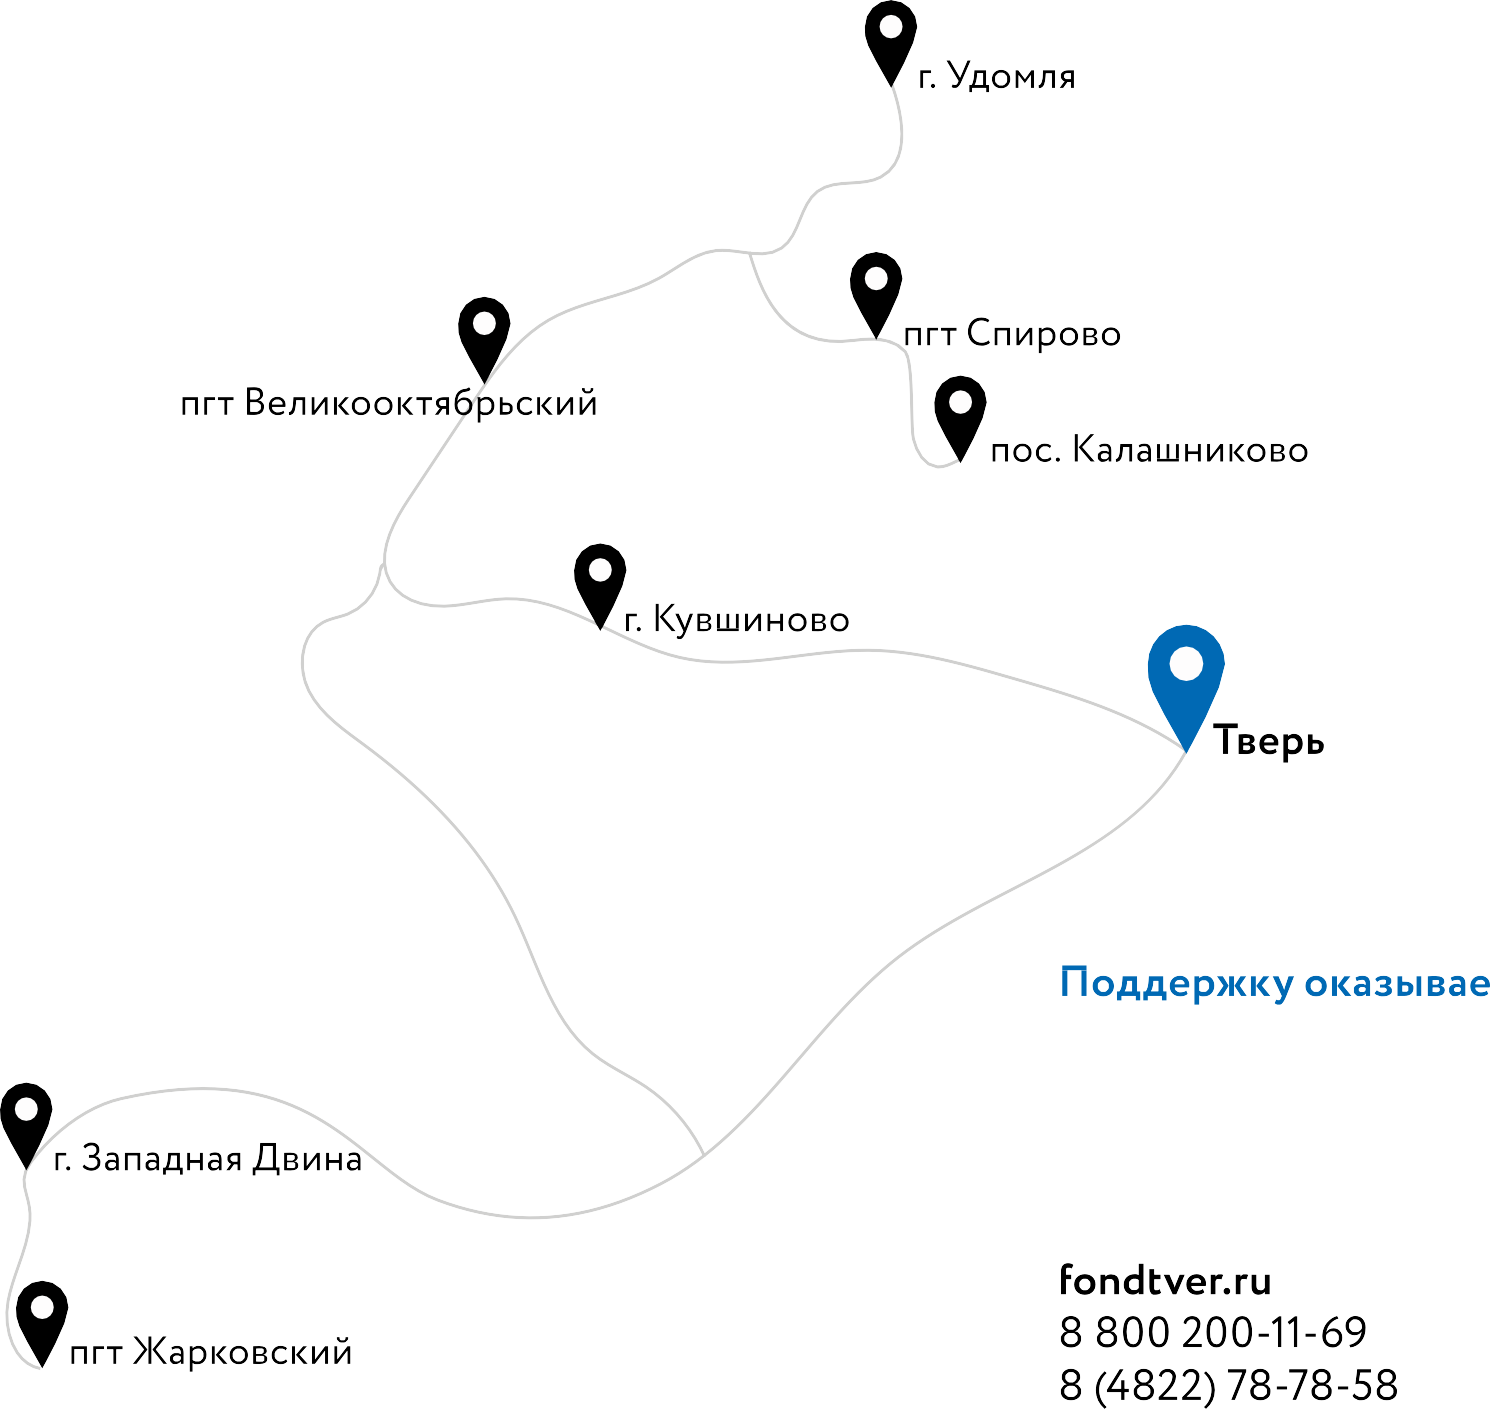 г. Удомля
пгт Спирово
пгт Великооктябрьский
пос. Калашниково
г. Кувшиново
Тверь
Поддержку оказывае
г. Западная Двина
пгт Жарковский
fondtver.ru
8 800 200-11-69
8 (4822) 78-78-58